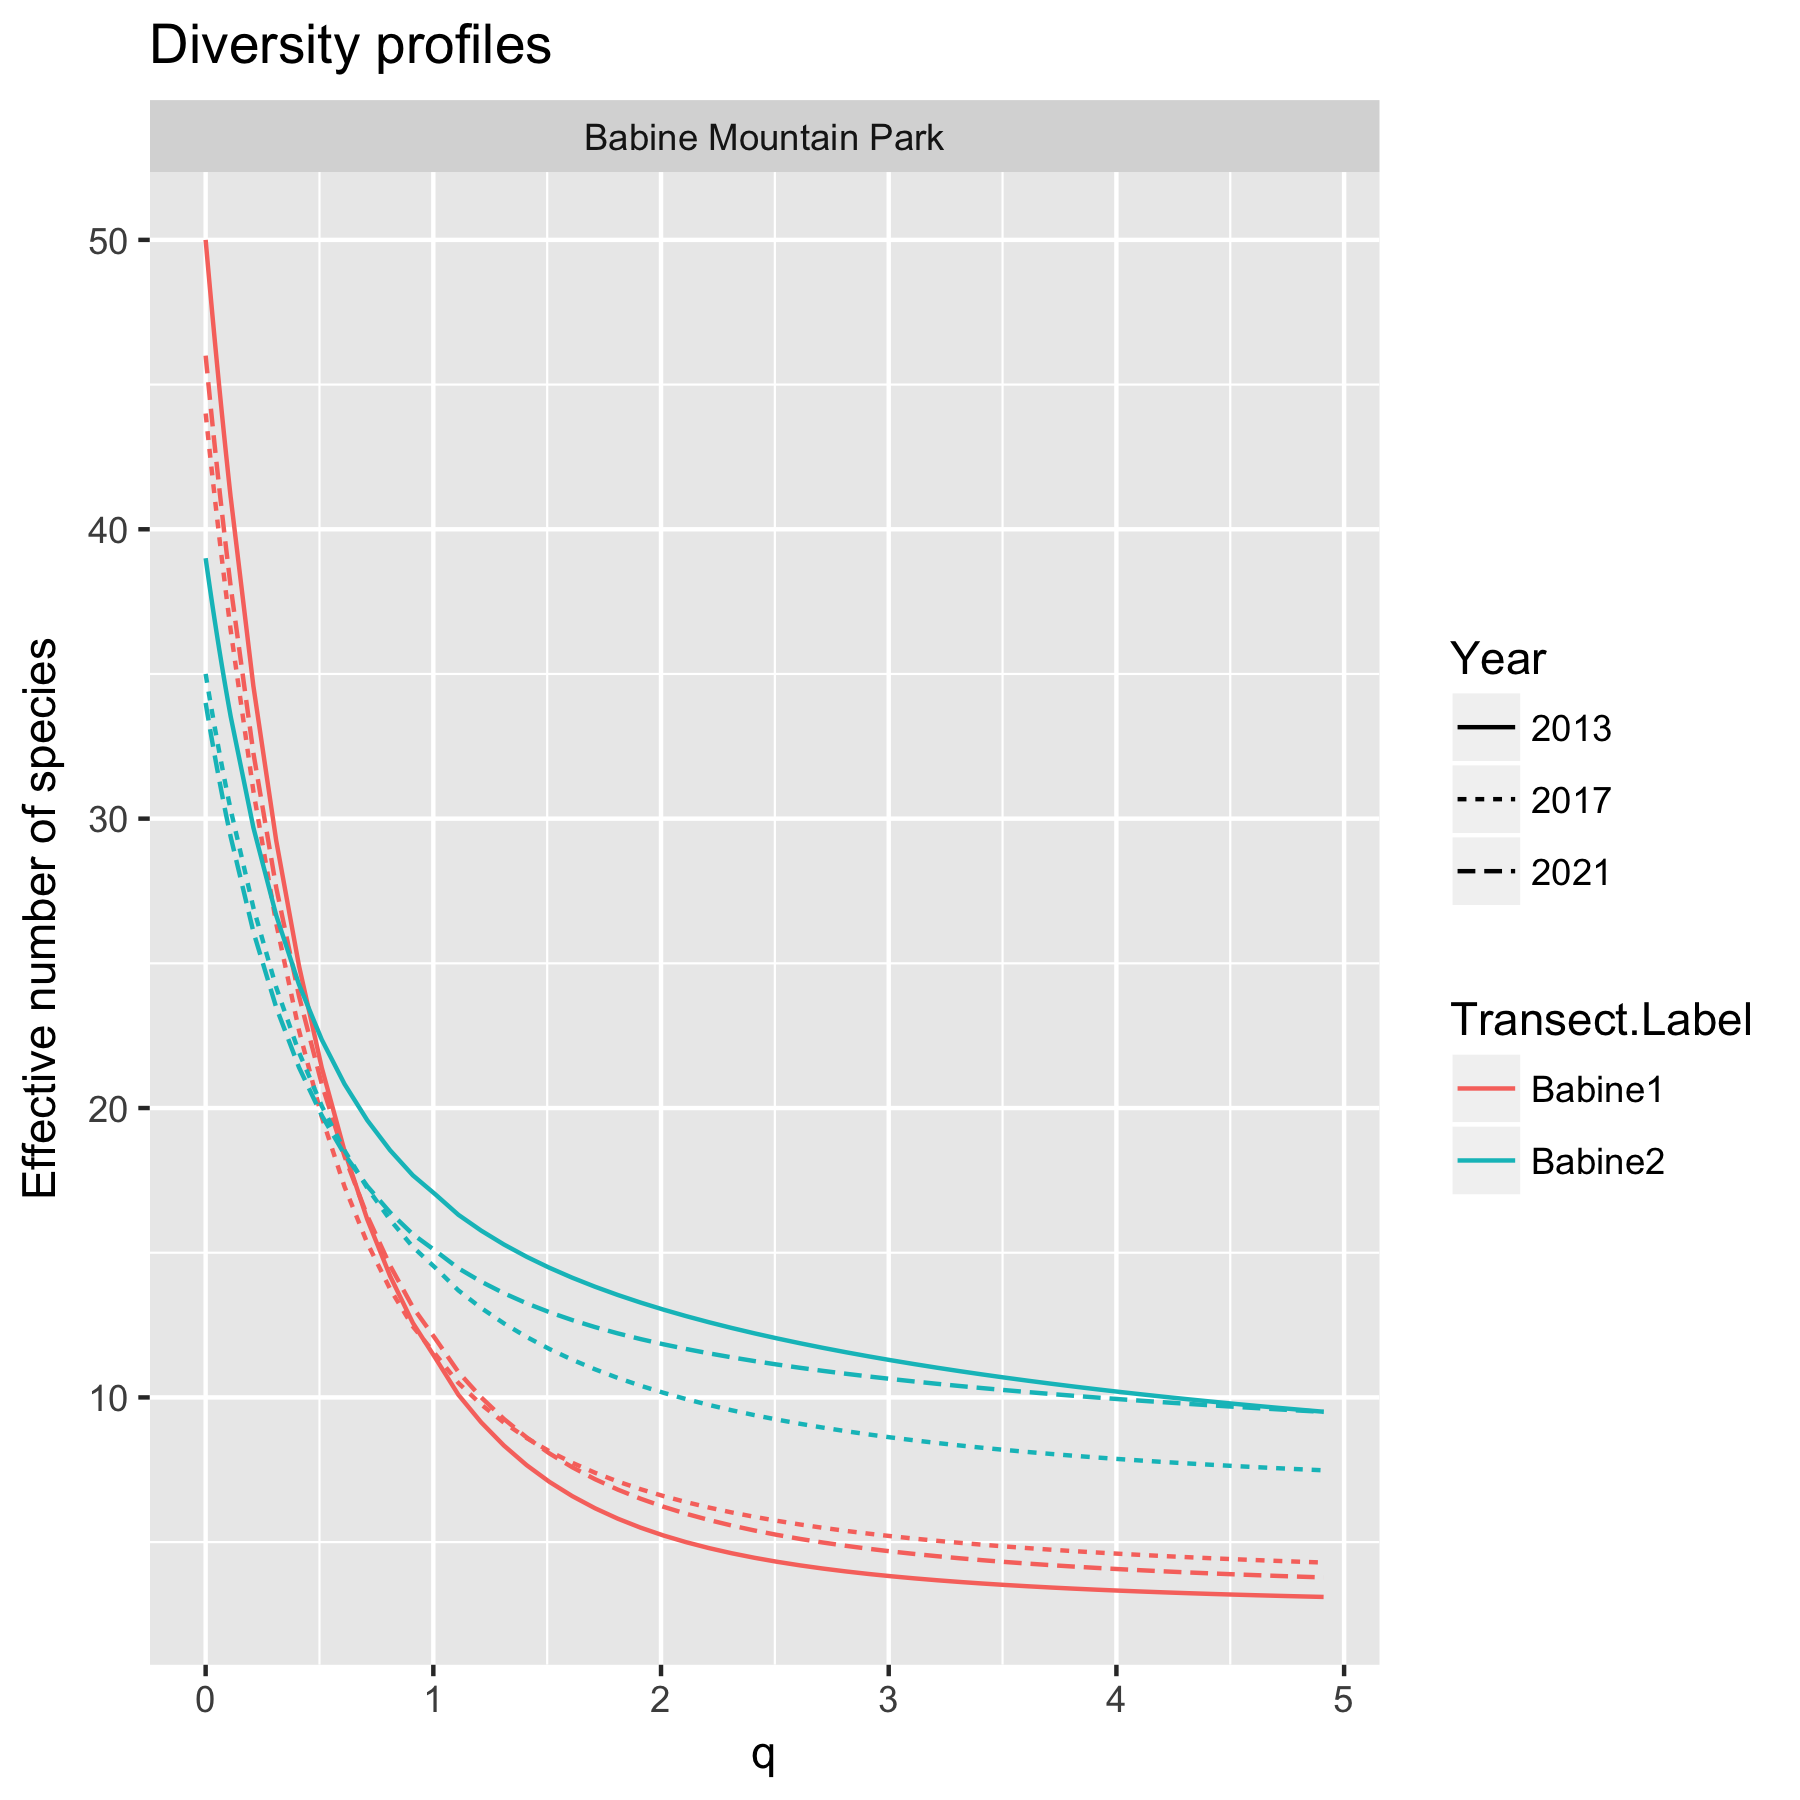 Diversity profiles
Babine Mountain Park
50
40
30
20
10
Effective number of species
0 1 2 3 4 5
q
Year
2013
2017
2021
Transect.Label
Babine1
Babine2